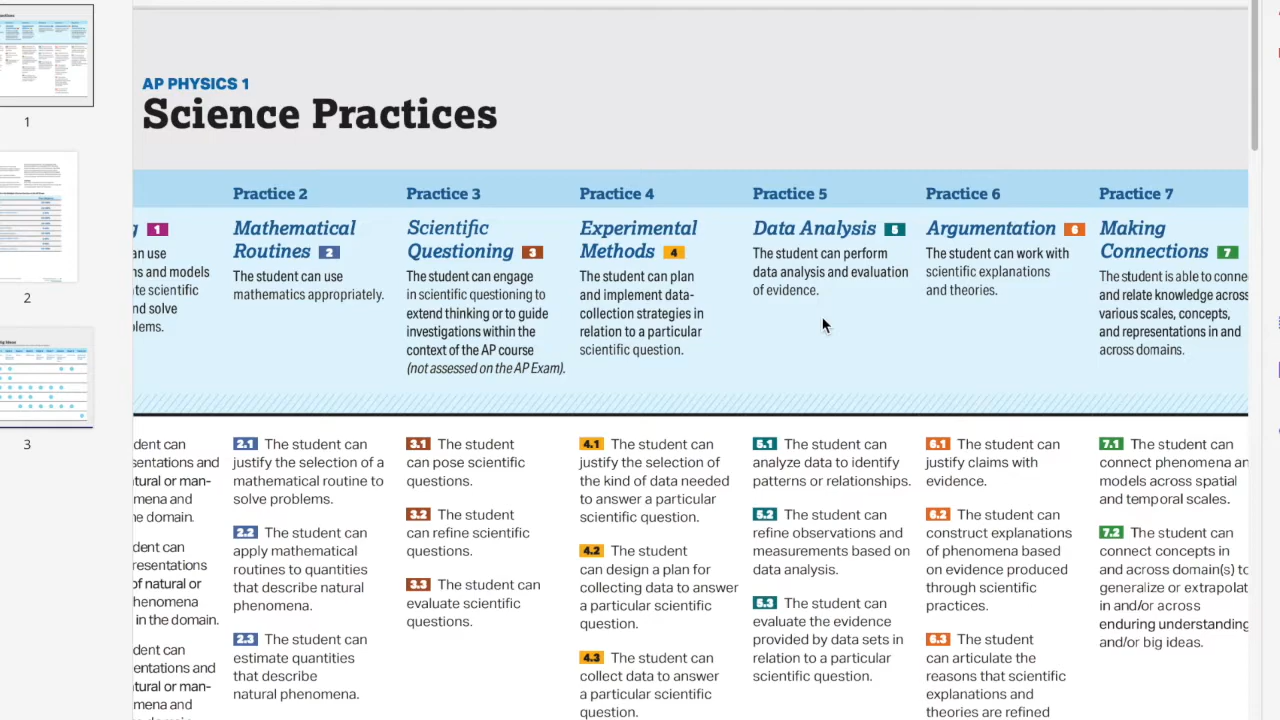 AP PHYSICS 1
Science Practices
Practice 2
Practice 3
Practice 4
Practice 5
Practice 6
Practice 7
1
an use
ns and models
te scientific
nd solve
lems.
Mathematical
Routines 2
The student can use
mathematics appropriately.
Scientific
Questioning 3
The student can engage
in scientific questioning to
extend thinking or to guide
investigations within the
context of the AP course
(not assessed on the AP Exam).
Experimental
Methods 4
The student can plan
and implement data-
collection strategies in
relation to a particular
scientific question.
Data Analysis 5
The student can perform
data analysis and evaluation
of evidence.
Argumentation 6
The student can work with
scientific explanations
and theories.
Making
Connections 7
The student is able to conne
and relate knowledge across
various scales, concepts,
and representations in and
across domains.
dent can
sentations and
tural or man-
mena and
he domain.
dent can
resentations
of natural or
henomena
in the domain.
dent can
entations and
tural or man-
mena and
2.1 The student can
justify the selection of a
mathematical routine to
solve problems.
2.2 The student can
apply mathematical
routines to quantities
that describe natural
phenomena.
2.3 The student can
estimate quantities
that describe
natural phenomena.
3.1 The student
can pose scientific
questions.
3.2 The student
can refine scientific
questions.
3.3 The student can
evaluate scientific
questions.
4.1 The student can
justify the selection of
the kind of data needed
to answer a particular
scientific question.
4.2 The student
can design a plan for
collecting data to answer
a particular scientific
question.
4.3 The student can
collect data to answer
a particular scientific
question.
5.1 The student can
analyze data to identify
patterns or relationships.
5.2 The student can
refine observations and
measurements based on
data analysis.
5.3 The student can
evaluate the evidence
provided by data sets in
relation to a particular
scientific question.
6.1 The student can
justify claims with
evidence.
6.2 The student can
construct explanations
of phenomena based
on evidence produced
through scientific
practices.
6.3 The student
can articulate the
reasons that scientific
explanations and
theories are refined
7.1 The student can
connect phenomena an
models across spatial
and temporal scales.
7.2 The student can
connect concepts in
and across domain(s) to
generalize or extrapolat
in and/or across
enduring understanding
and/or big ideas.
1
2
3